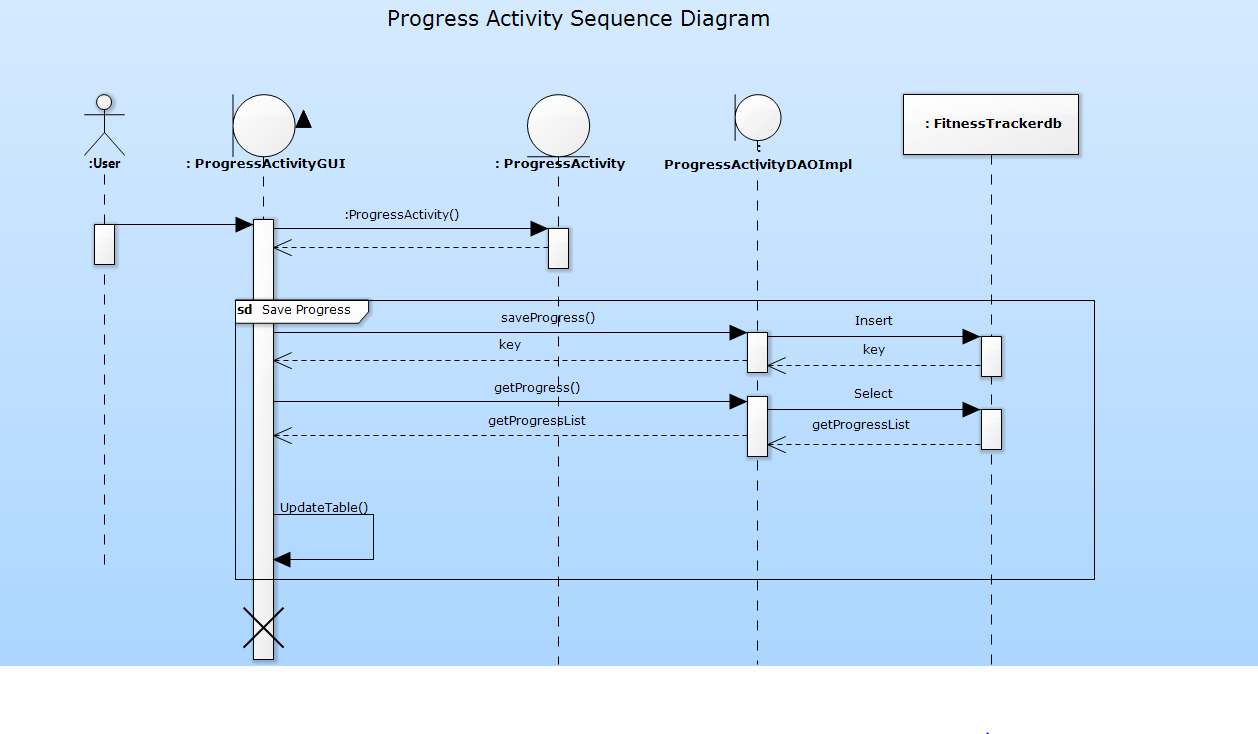 Progress Activity Sequence Diagram
:User
: ProgressActivityGUI
: ProgressActivity
:
ProgressActivityDAOImpl
: FitnessTrackerdb
:ProgressActivity()
sd Save Progress
saveProgress()
Insert
key
key
getProgress()
Select
getProgressList
getProgressList
UpdateTable()